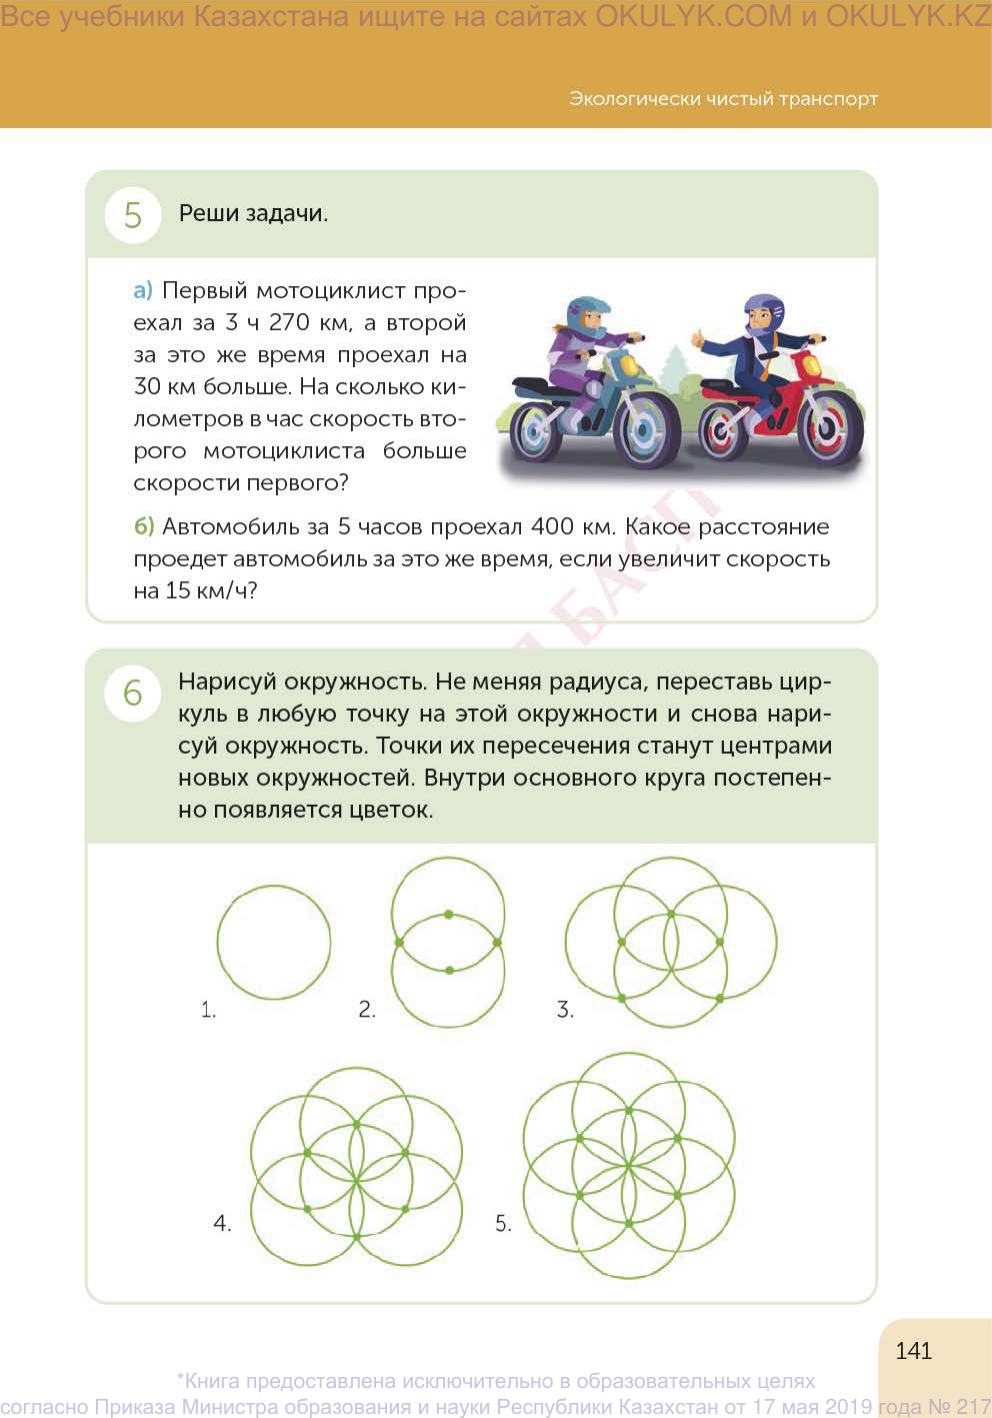 Все учебники Казахстана ищите на сайтах OKULYK.COM и OKULYK.KZ
Экологически чистый транспорт
5
Реши задачи.
а) Первый мотоциклист про-
ехал за 3 ч 270 км, а второй
за это же время проехал на
30 км больше. На сколько ки-
лометров в час скорость вто-
рого мотоциклиста больше
скорости первого?
б) Автомобиль за 5 часов проехал 400 км. Какое расстояние
проедет автомобиль за это же время, если увеличит скорость
на 15 км/ч?
6
Нарисуй окружность. Не меняя радиуса, переставь цир-
куль в любую точку на этой окружности и снова нари-
суй окружность. Точки их пересечения станут центрами
новых окружностей. Внутри основного круга постепен-
но появляется цветок.
1.
2.
3.
4.
5.
141
*Книга предоставлена исключительно в образовательных целях
согласно Приказа Министра образования и науки Республики Казахстан от 17 мая 2019 года № 217